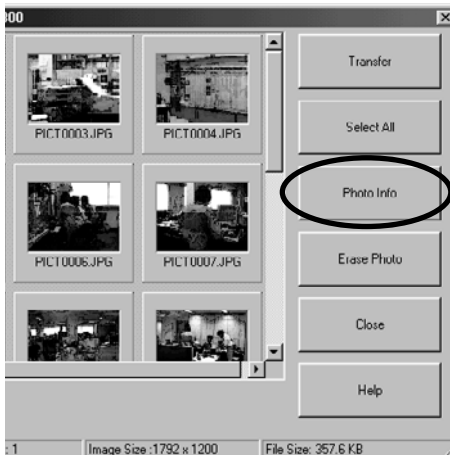 300
PICT0003.JPG
PICT0004.JPG
PICT0006.JPG
PICT0007.JPG
Transfer
Select All
Photo Info
Erase Photo
Close
Help
: 1
Image Size :1792 x 1200
File Size: 357.6 KB